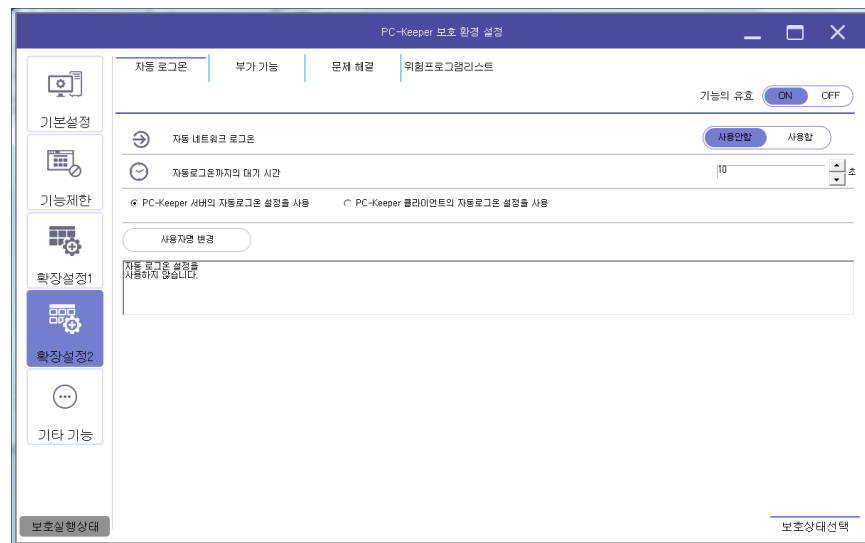 PC-Keeper 보호 환경 설정
자동 로그온 부가 기능 문제 해결 위험프로그램리스트
기능의 유효 ON OFF
기본설정
기능제한
확장설정1
확장설정2
기타 기능
자동 네트워크 로그온 사용안함 사용함
자동로그온까지의 대기 시간 10 초
PC-Keeper 서버의 자동로그온 설정을 사용 PC-Keeper 클라이언트의 자동로그온 설정을 사용
사용자명 변경
자동 로그온 설정을
사용하지 않습니다.
보호실행상태
보호상태선택